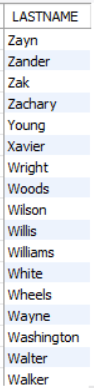 LASTNAME
Zayn
Zander
Zak
Zachary
Young
Xavier
Wright
Woods
Wilson
Willis
Williams
White
Wheels
Wayne
Washington
Walter
Walker